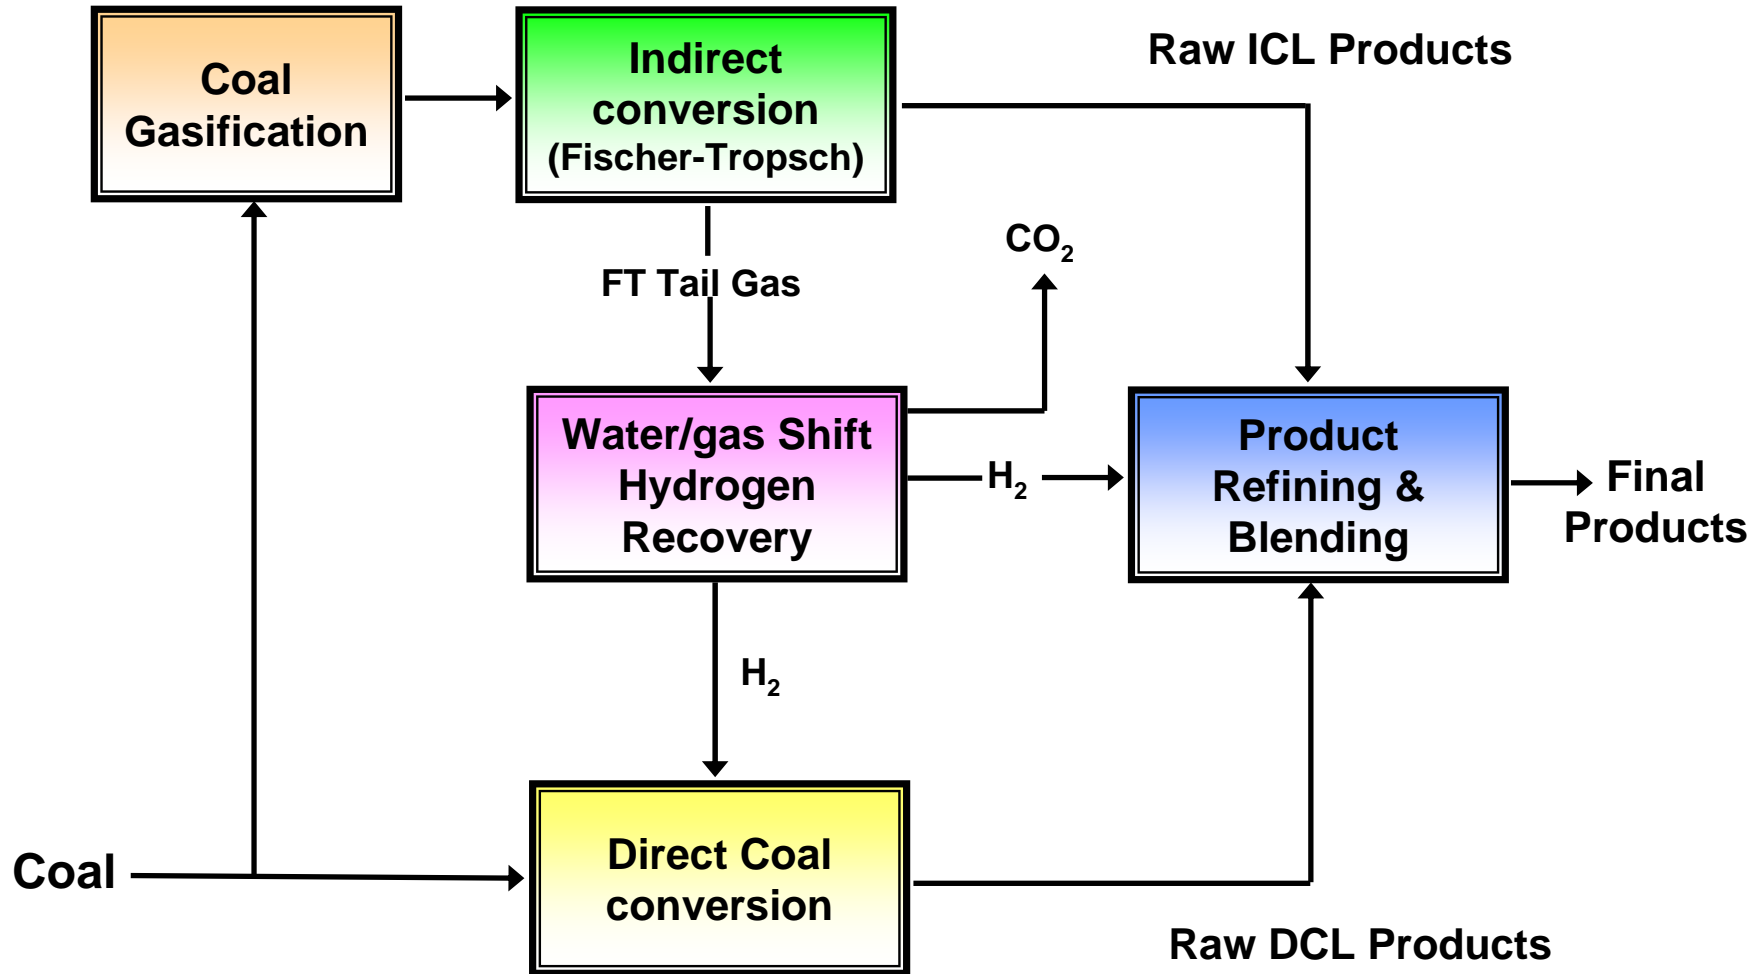 Coal
Gasification
Indirect
conversion
(Fischer-Tropsch)
Raw ICL Products
CO₂
FT Tail Gas
Water/gas Shift
Hydrogen
Recovery
H₂
Product
Refining &
Blending
Final
Products
H₂
Coal
Direct Coal
conversion
Raw DCL Products